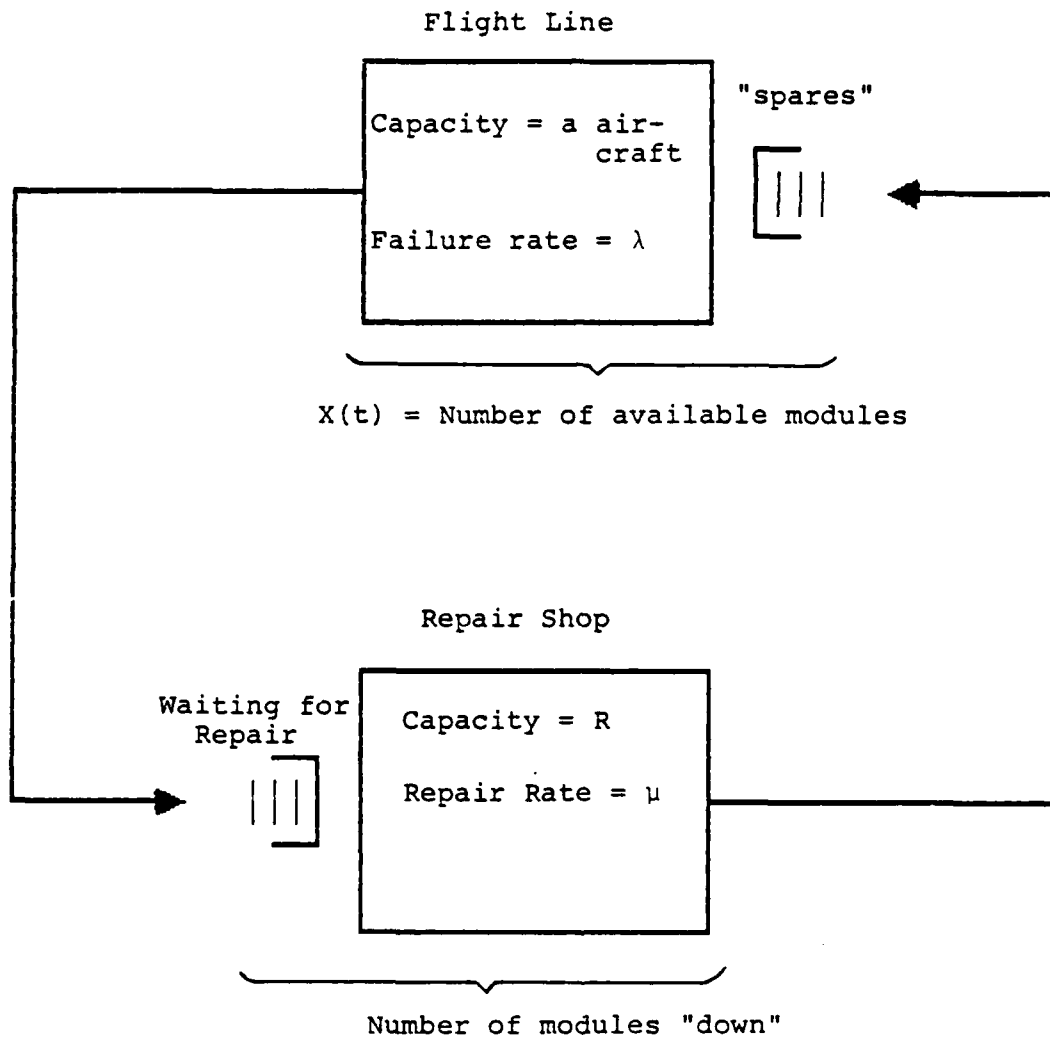 Flight Line
"spares"
Capacity = a air-
craft
Failure rate = λ
X(t) = Number of available modules
Repair Shop
Waiting for
Repair
Capacity = R
Repair Rate = μ
Number of modules "down"